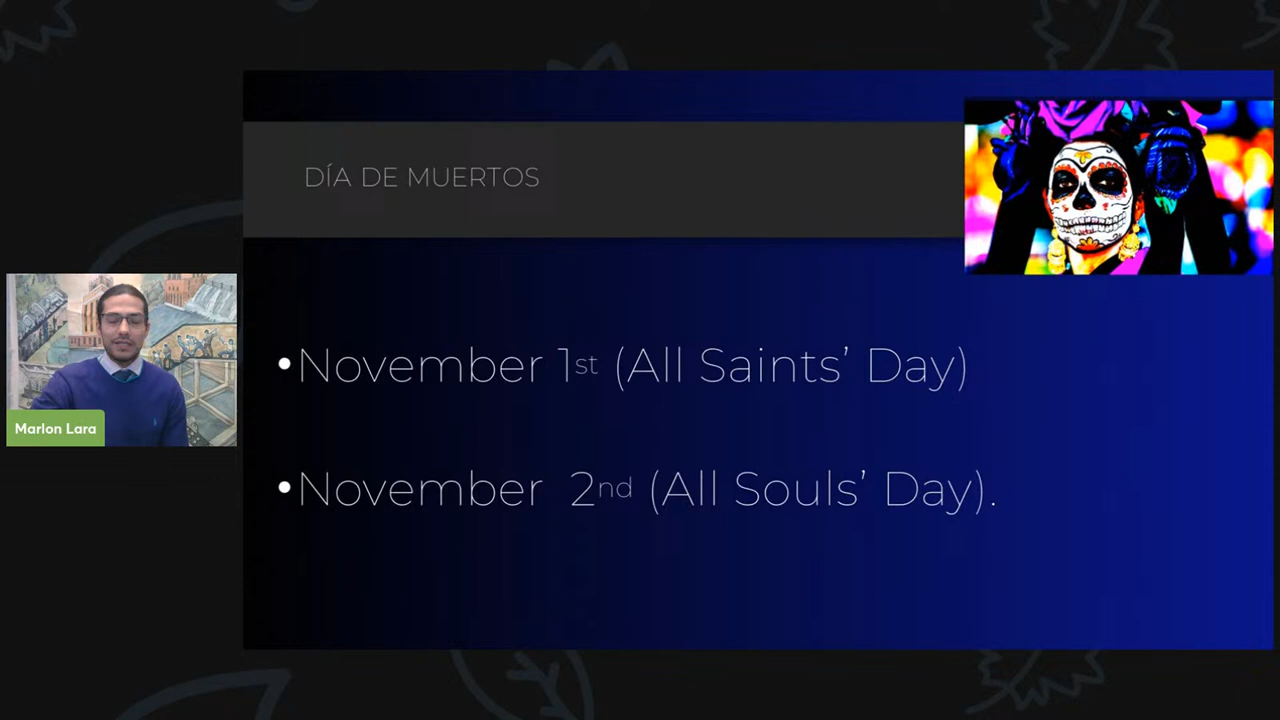 DÍA DE MUERTOS
•November 1st (All Saints’ Day)
•November 2nd (All Souls’ Day).
Marlon Lara